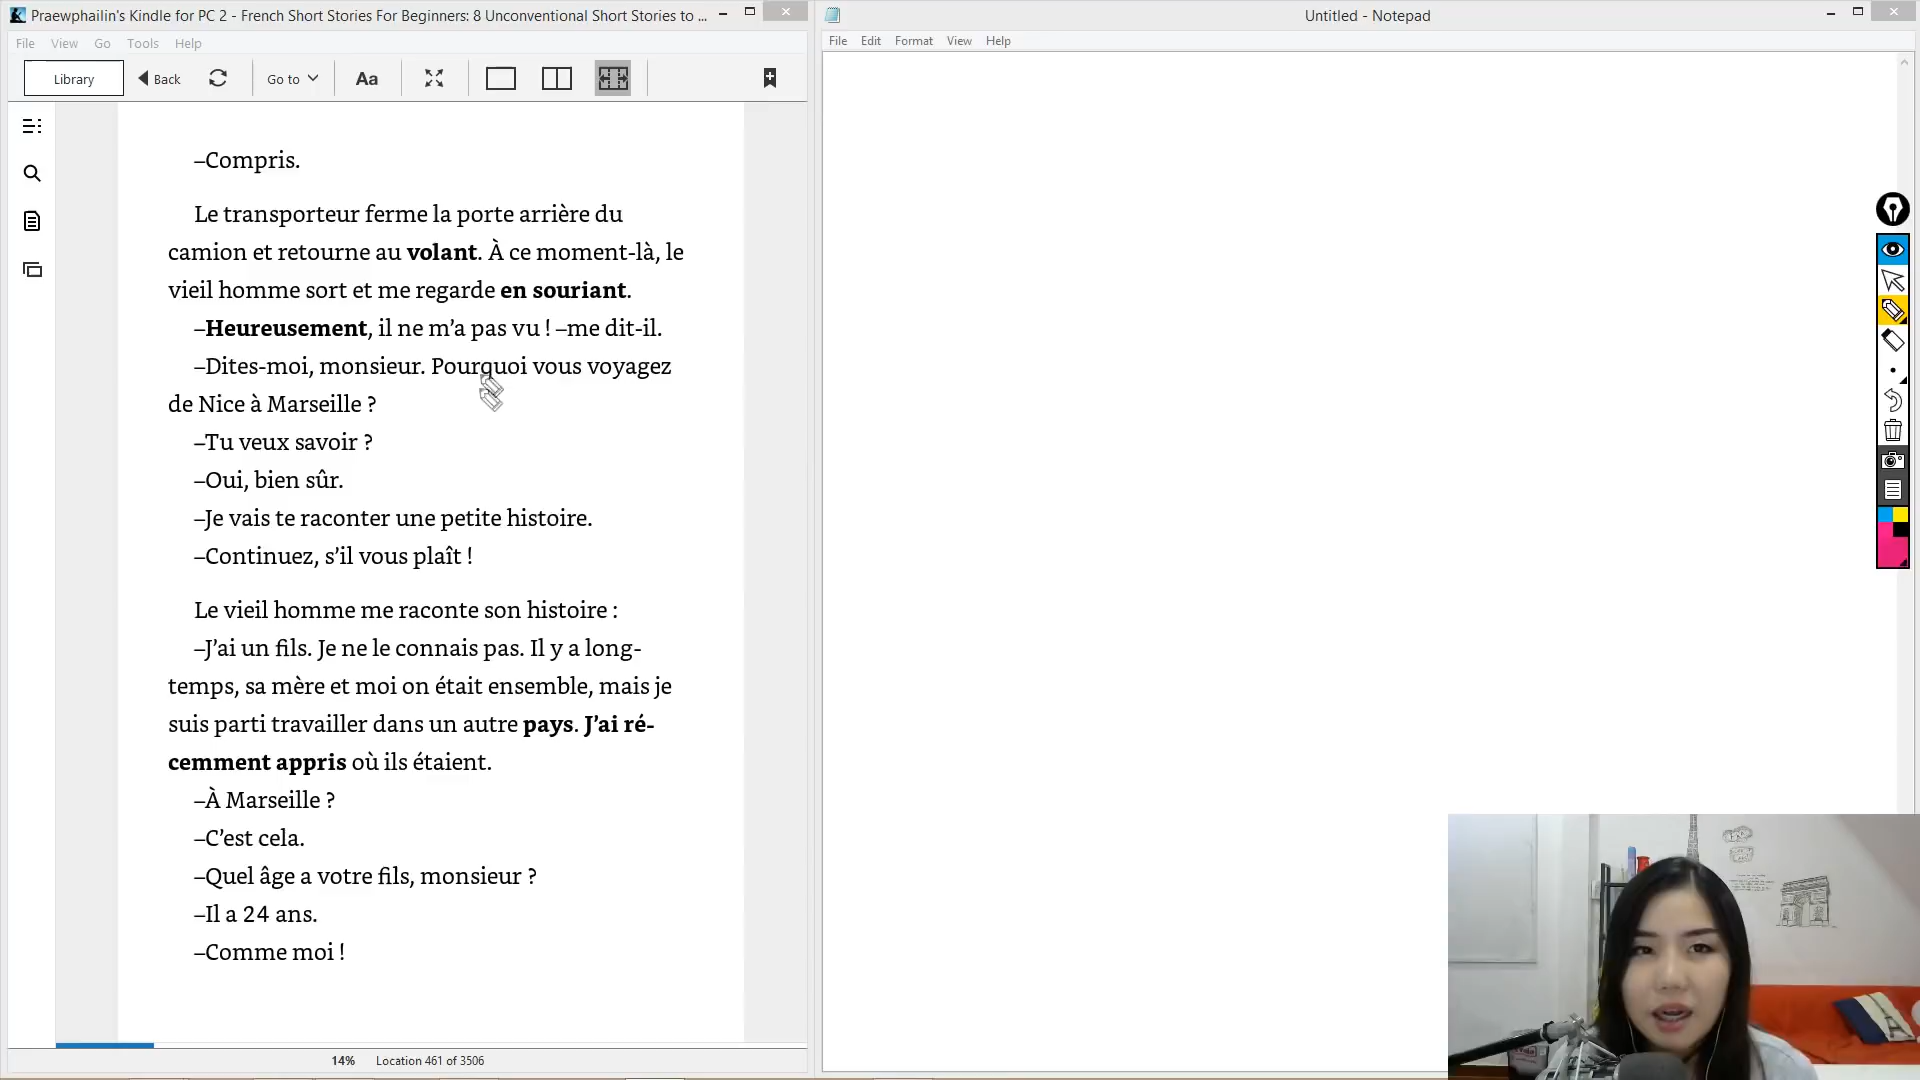 Praewphailin's Kindle for PC 2 - French Short Stories For Beginners: 8 Unconventional Short Stories to ...
File View Go Tools Help
Library Back Go to Aa
–Compris.
Le transporteur ferme la porte arrière du
camion et retourne au volant. À ce moment-là, le
vieil homme sort et me regarde en souriant.
–Heureusement, il ne m’a pas vu ! –me dit-il.
–Dites-moi, monsieur. Pourquoi vous voyagez
de Nice à Marseille ?
–Tu veux savoir ?
–Oui, bien sûr.
–Je vais te raconter une petite histoire.
–Continuez, s’il vous plaît !
Le vieil homme me raconte son histoire :
–J’ai un fils. Je ne le connais pas. Il y a long-
temps, sa mère et moi on était ensemble, mais je
suis parti travailler dans un autre pays. J’ai ré-
cemment appris où ils étaient.
–À Marseille ?
–C’est cela.
–Quel âge a votre fils, monsieur ?
–Il a 24 ans.
–Comme moi !
14% Location 461 of 3506
Untitled - Notepad
File Edit Format View Help